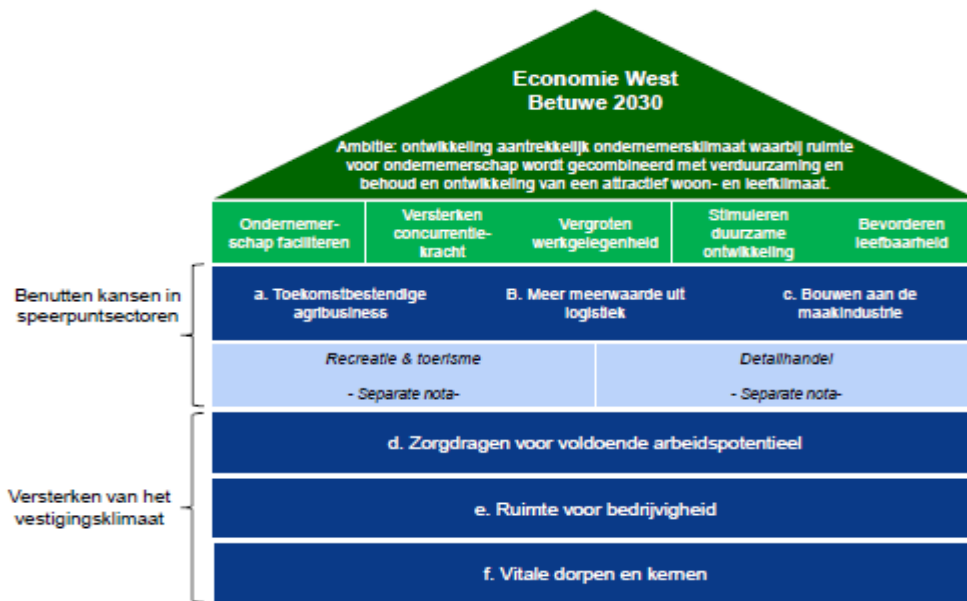 Economie West
Betuwe 2030
Ambitie: ontwikkeling aantrekkelijk ondernemersklimaat waarbij ruimte
voor ondernemerschap wordt gecombineerd met verduurzaming en
behoud en ontwikkeling van een attractief woon- en leefklimaat.
Ondernemer-
schap faciliteren
Versterken
concurrentie-
kracht
Vergroten
werkgelegenheid
Stimuleren
duurzame
ontwikkeling
Bevorderen
leefbaarheid
Benutten kansen in
speerpuntsectoren
a. Toekomstbestendige
agribusiness
B. Meer meerwaarde uit
logistiek
c. Bouwen aan de
maakindustrie
Recreatie & toerisme
- Separate nota-
Detailhandel
- Separate nota-
Versterken van het
vestigingsklimaat
d. Zorgdragen voor voldoende arbeidspotentieel
e. Ruimte voor bedrijvigheid
f. Vitale dorpen en kernen